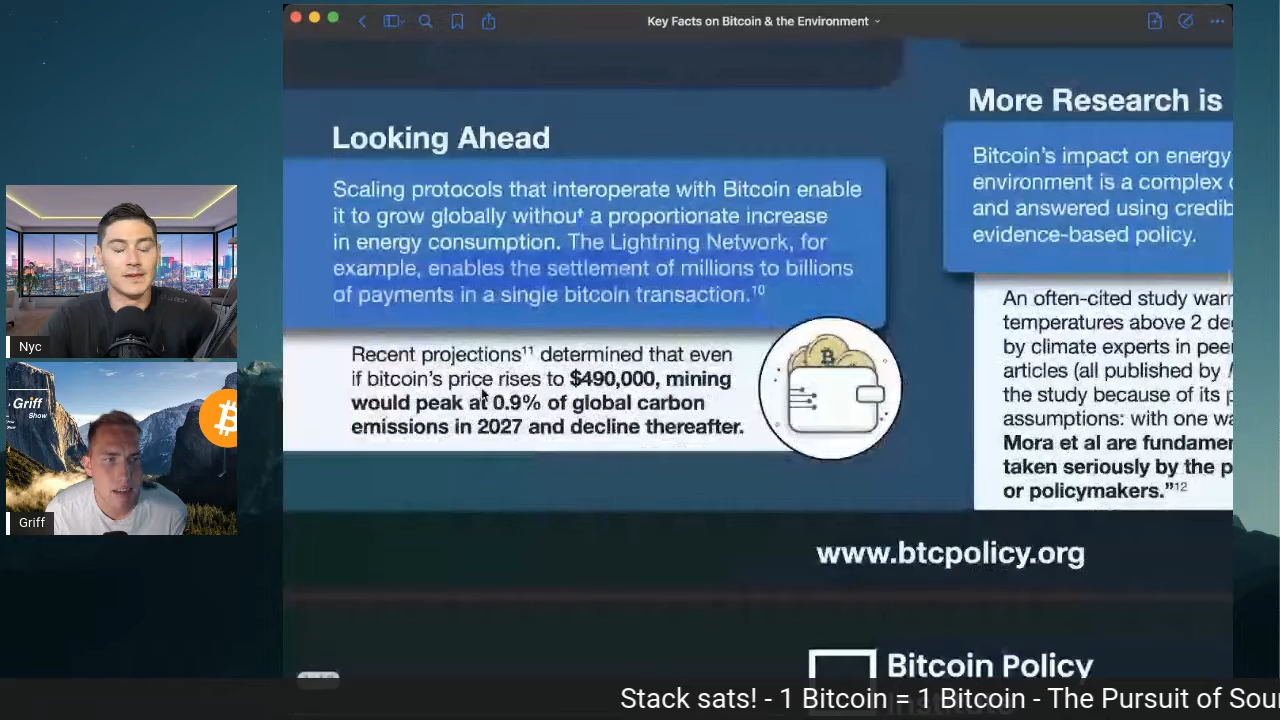 Key Facts on Bitcoin & the Environment
Looking Ahead
Scaling protocols that interoperate with Bitcoin enable
it to grow globally without a proportionate increase
in energy consumption. The Lightning Network, for
example, enables the settlement of millions to billions
of payments in a single bitcoin transaction.10
Recent projections11 determined that even
if bitcoin's price rises to $490,000, mining
would peak at 0.9% of global carbon
emissions in 2027 and decline thereafter.
More Research is
Bitcoin's impact on energy
environment is a complex
and answered using credib
evidence-based policy.
An often-cited study warn
temperatures above 2 de
by climate experts in pee
articles (all published by
the study because of its p
assumptions: with one wa
Mora et al are fundamer
taken seriously by the p
or policymakers."12
www.btcpolicy.org
Bitcoin Policy
Nyc
Griff
Show
Griff
Stack sats! - 1 Bitcoin = 1 Bitcoin - The Pursuit of Sou